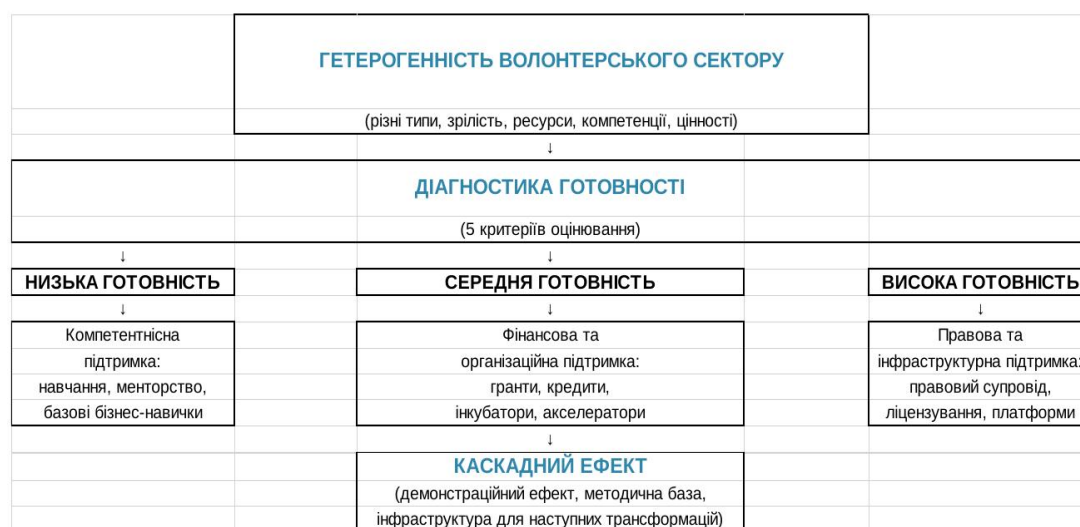 ГЕТЕРОГЕННІСТЬ ВОЛОНТЕРСЬКОГО СЕКТОРУ
(різні типи, зрілість, ресурси, компетенції, цінності)
↓
ДІАГНОСТИКА ГОТОВНОСТІ
(5 критеріїв оцінювання)
↓ ↓
НИЗЬКА ГОТОВНІСТЬ СЕРЕДНЯ ГОТОВНІСТЬ ВИСОКА ГОТОВНІСТЬ
↓ ↓ ↓
Компетентнісна Фінансова та Правова та
підтримка: організаційна підтримка: інфраструктурна підтримка:
навчання, менторство, гранти, кредити, правовий супровід,
базові бізнес-навички інкубатори, акселератори ліцензування, платформи
↓
КАСКАДНИЙ ЕФЕКТ
(демонстраційний ефект, методична база,
інфраструктура для наступних трансформацій)